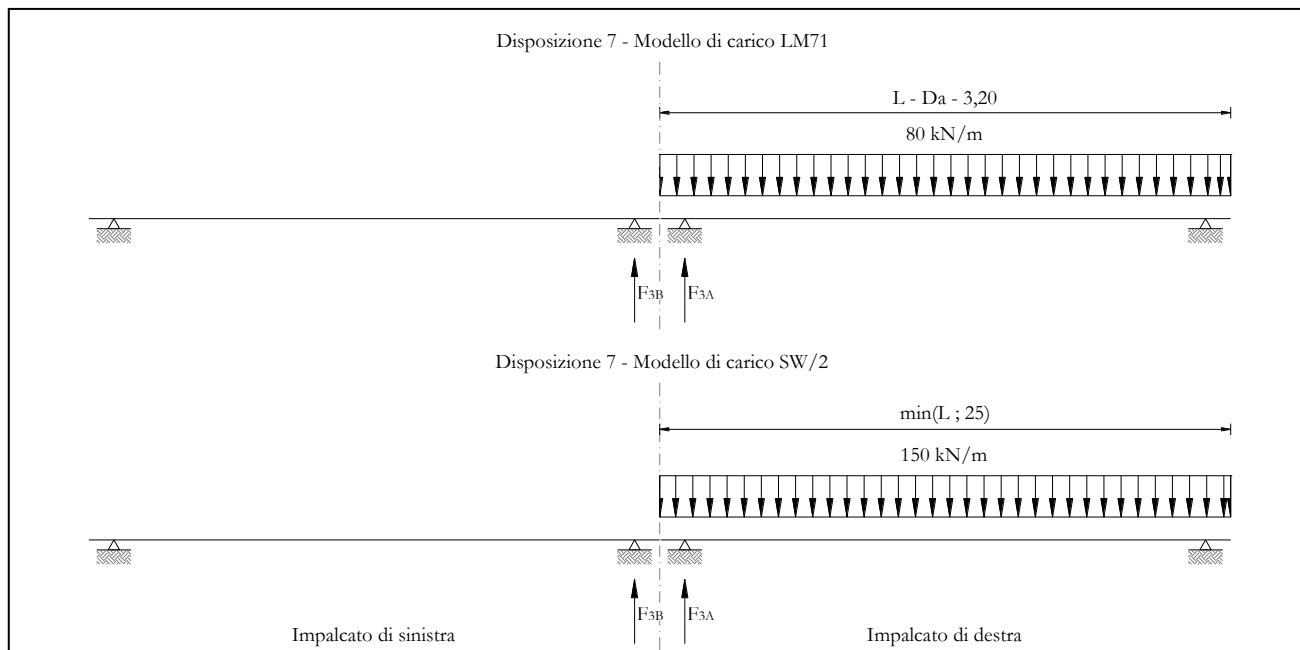 Disposizione 7 - Modello di carico LM71
L - Da - 3,20
80 kN/m
F3B F3A
Disposizione 7 - Modello di carico SW/2
min(L ; 25)
150 kN/m
F3B F3A
Impalcato di sinistra Impalcato di destra